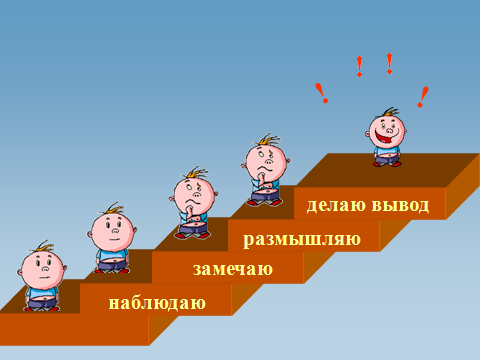 ! ! ! !
делаю вывод
размышляю
замечаю
наблюдаю